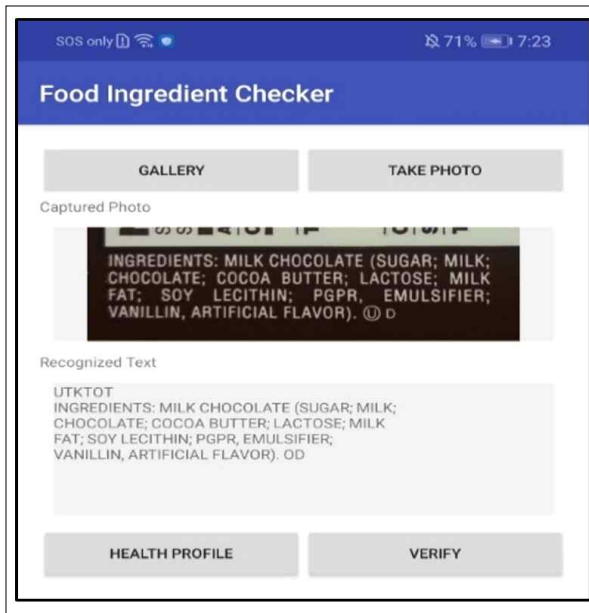 SOS only 71% 7:23
Food Ingredient Checker
GALLERY TAKE PHOTO
Captured Photo
INGREDIENTS: MILK CHOCOLATE (SUGAR; MILK;
CHOCOLATE; COCOA BUTTER; LACTOSE; MILK
FAT; SOY LECITHIN; PGPR, EMULSIFIER;
VANILLIN, ARTIFICIAL FLAVOR). Ⓤ D
Recognized Text
UTKTOT
INGREDIENTS: MILK CHOCOLATE (SUGAR; MILK;
CHOCOLATE; COCOA BUTTER; LACTOSE; MILK
FAT; SOY LECITHIN; PGPR, EMULSIFIER;
VANILLIN, ARTIFICIAL FLAVOR). OD
HEALTH PROFILE VERIFY